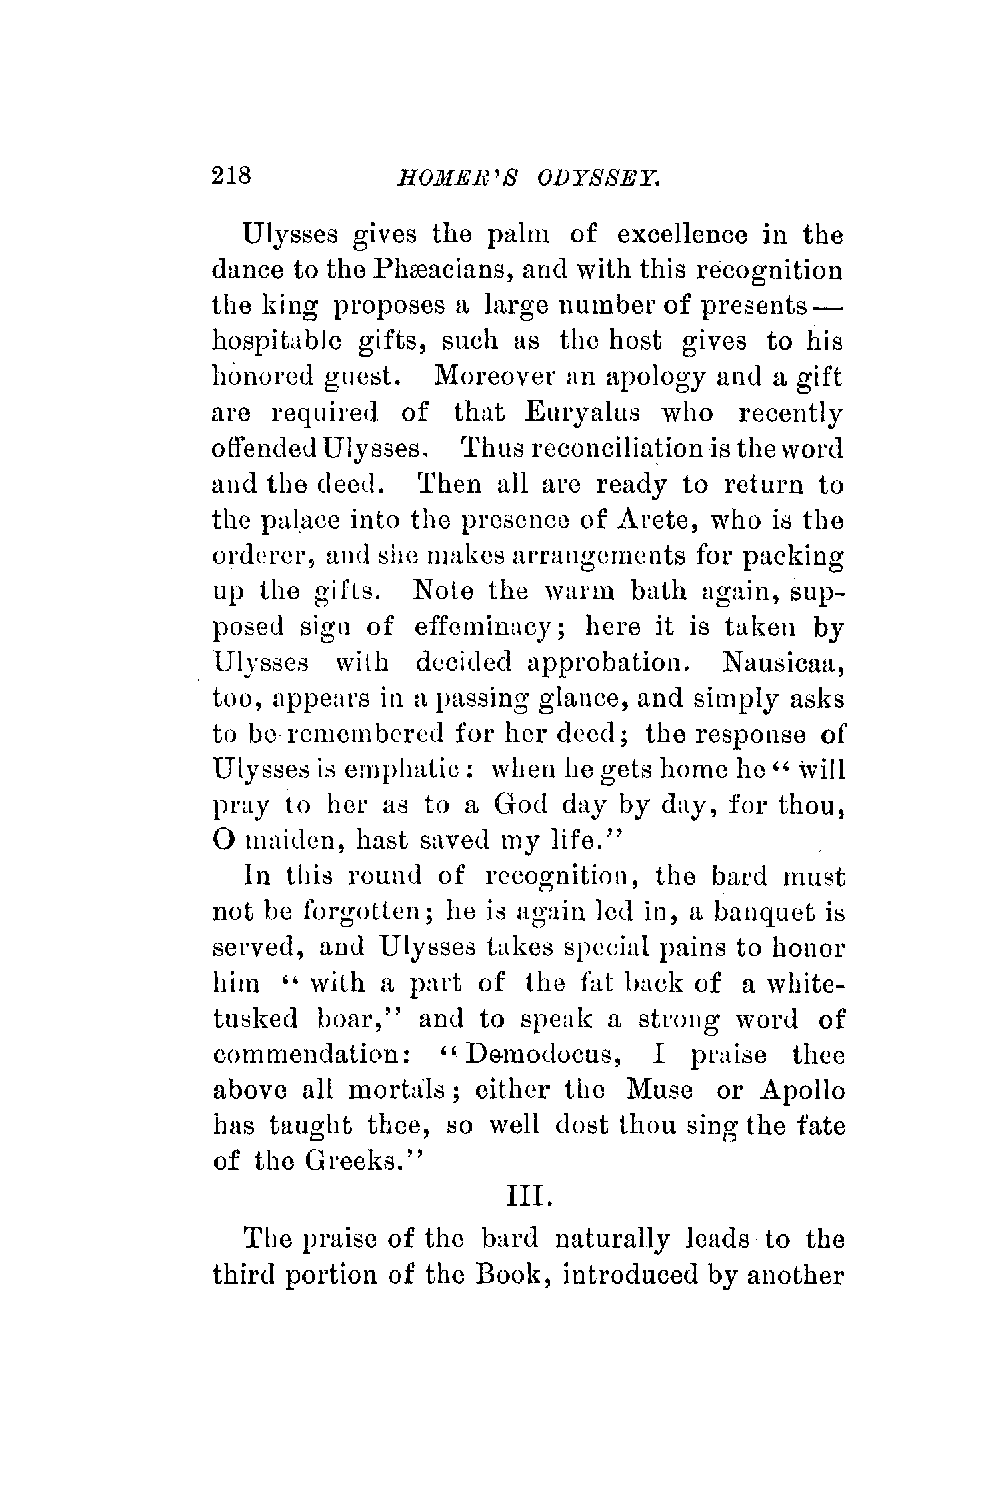 218 HOMER'S ODYSSEY.
Ulysses gives the palm of excellence in the
dance to the Phæacians, and with this recognition
the king proposes a large number of presents —
hospitable gifts, such as the host gives to his
honored guest. Moreover an apology and a gift
are required of that Euryalus who recently
offended Ulysses. Thus reconciliation is the word
and the deed. Then all are ready to return to
the palace into the presence of Arete, who is the
orderer, and she makes arrangements for packing
up the gifts. Note the warm bath again, sup-
posed sign of effeminacy; here it is taken by
Ulysses with decided approbation. Nausicaa,
too, appears in a passing glance, and simply asks
to be remembered for her deed; the response of
Ulysses is emphatic: when he gets home he "will
pray to her as to a God day by day, for thou,
O maiden, hast saved my life."
In this round of recognition, the bard must
not be forgotten; he is again led in, a banquet is
served, and Ulysses takes special pains to honor
him "with a part of the fat back of a white-
tusked boar," and to speak a strong word of
commendation: "Demodocus, I praise thee
above all mortals; either the Muse or Apollo
has taught thee, so well dost thou sing the fate
of the Greeks."
III.
The praise of the bard naturally leads to the
third portion of the Book, introduced by another